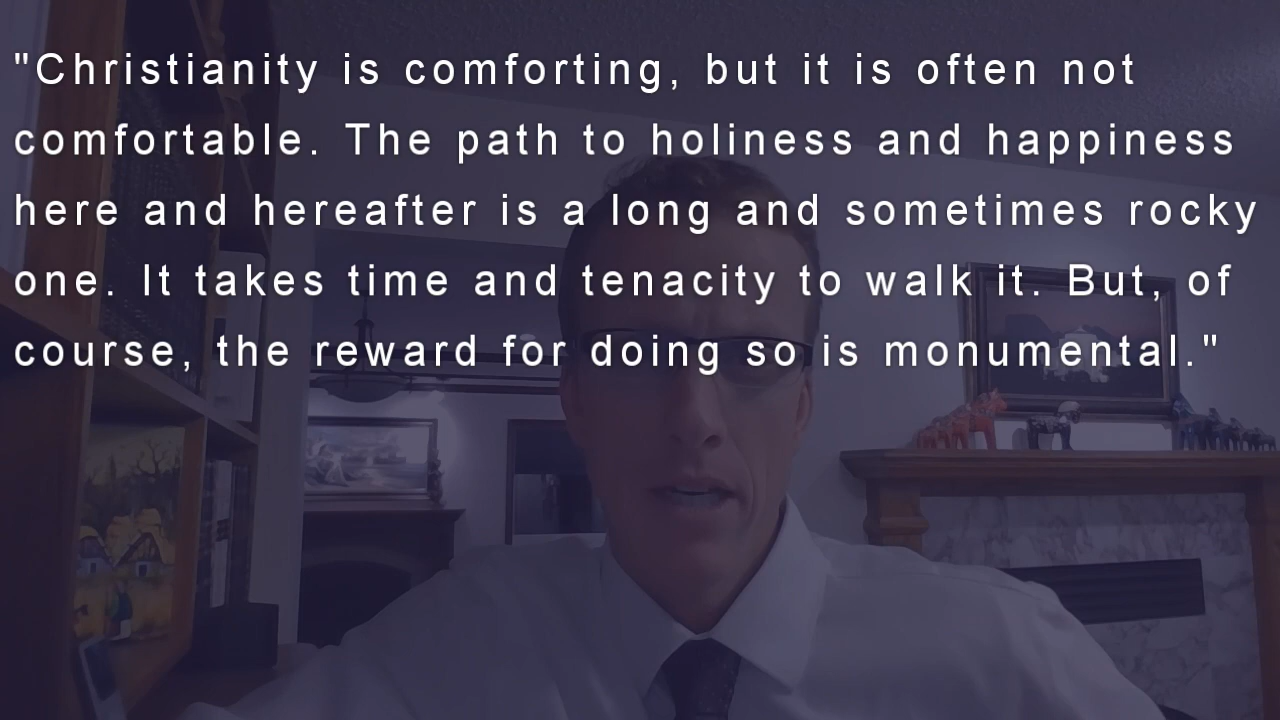 "Christianity is comforting, but it is often not
comfortable. The path to holiness and happiness
here and hereafter is a long and sometimes rocky
one. It takes time and tenacity to walk it. But, of
course, the reward for doing so is monumental."